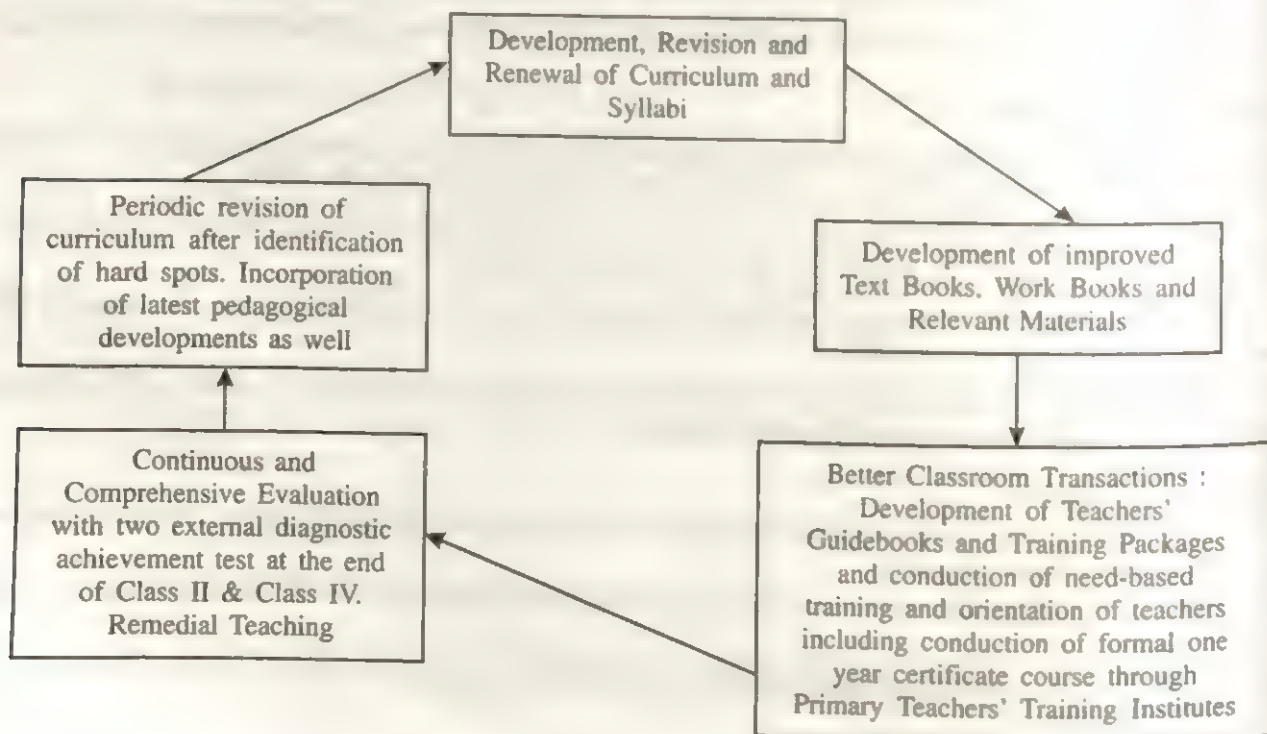 Development, Revision and
Renewal of Curriculum and
Syllabi
Periodic revision of
curriculum after identification
of hard spots. Incorporation
of latest pedagogical
developments as well
Development of improved
Text Books, Work Books and
Relevant Materials
Continuous and
Comprehensive Evaluation
with two external diagnostic
achievement test at the end
of Class II & Class IV.
Remedial Teaching
Better Classroom Transactions :
Development of Teachers'
Guidebooks and Training Packages
and conduction of need-based
training and orientation of teachers
including conduction of formal one
year certificate course through
Primary Teachers' Training Institutes